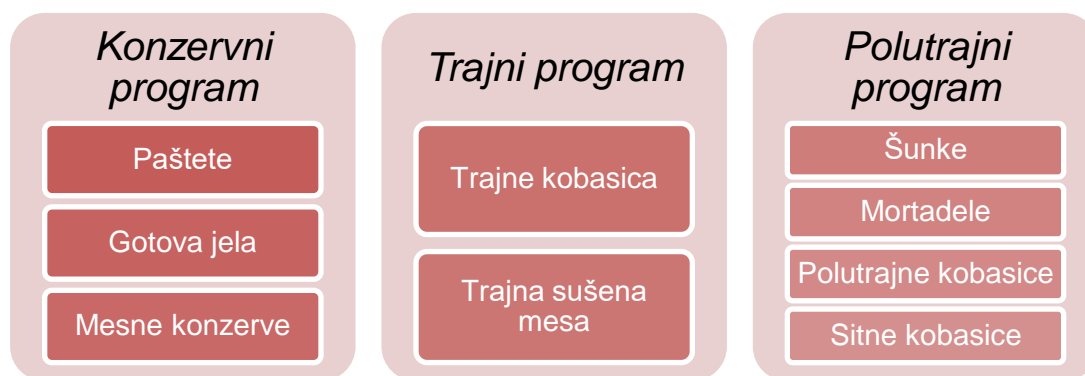 Konzervni
program
Paštete
Gotova jela
Mesne konzerve
Trajni program
Trajne kobasica
Trajna sušena
mesa
Polutrajni
program
Šunke
Mortadele
Polutrajne kobasice
Sitne kobasice